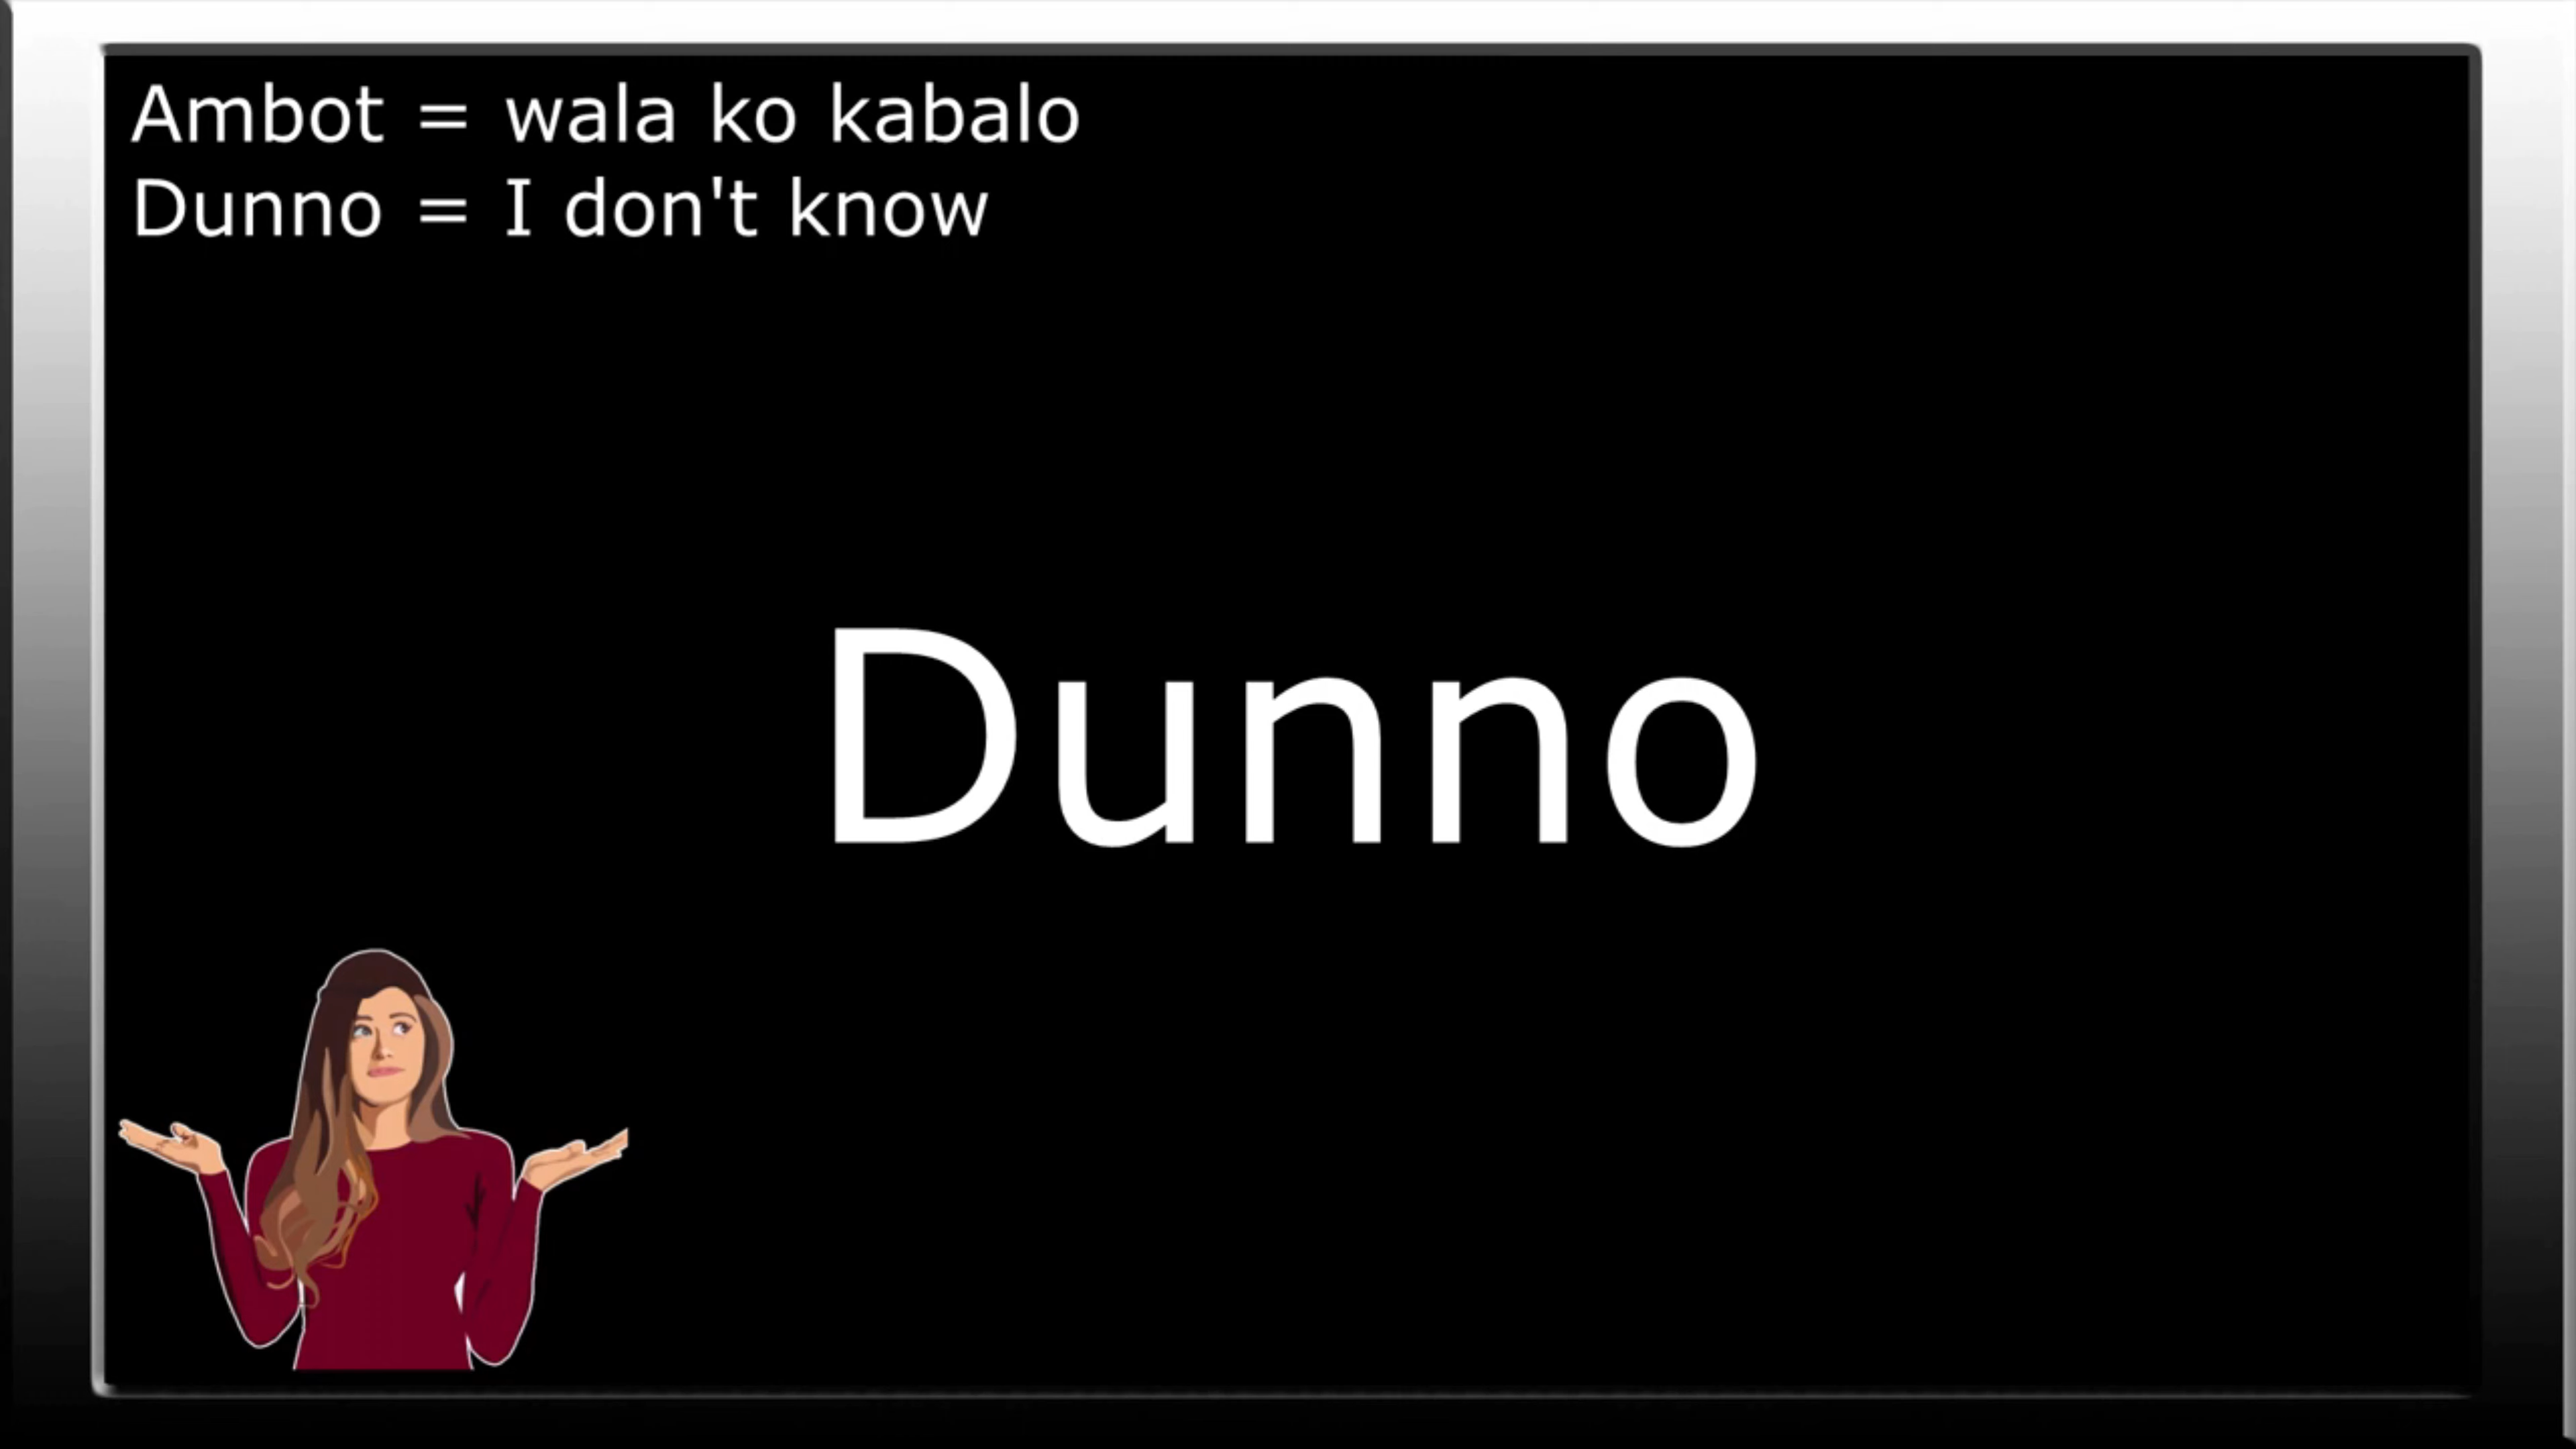 Ambot = wala ko kabalo
Dunno = I don't know
Dunno